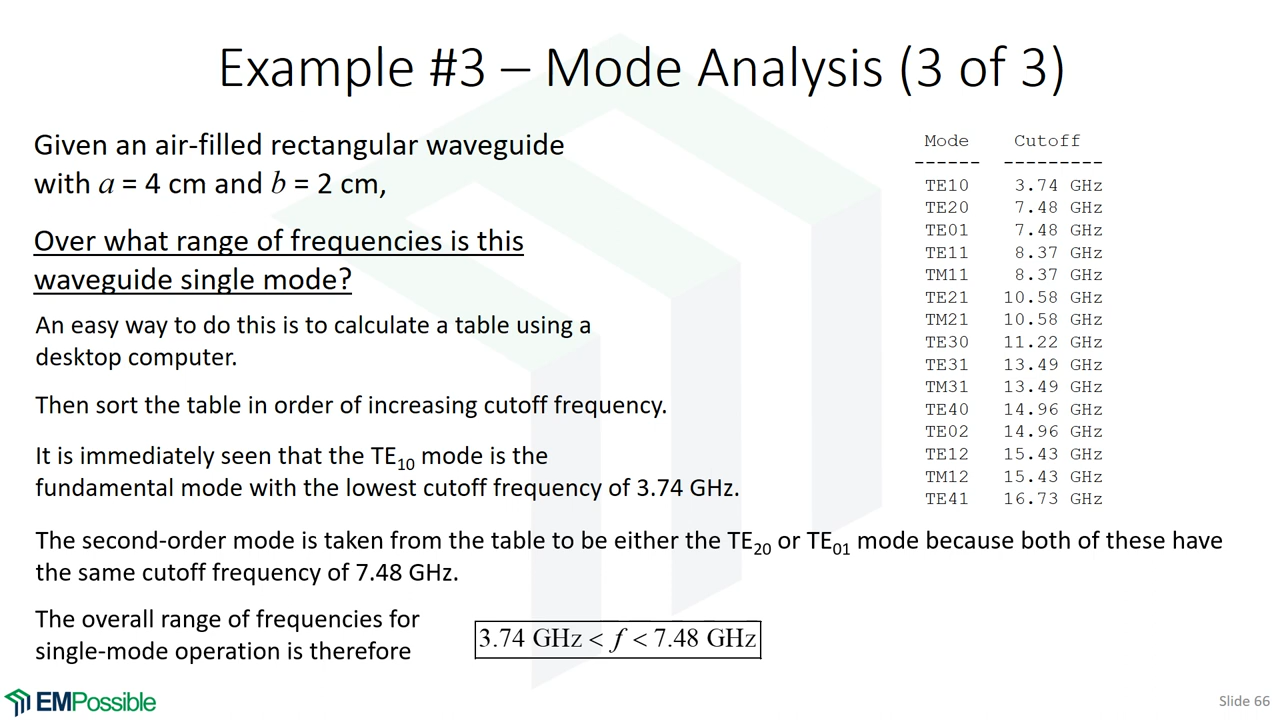 Example #3 – Mode Analysis (3 of 3)
Given an air-filled rectangular waveguide
with a = 4 cm and b = 2 cm,
Over what range of frequencies is this
waveguide single mode?
An easy way to do this is to calculate a table using a
desktop computer.
Then sort the table in order of increasing cutoff frequency.
It is immediately seen that the TE10 mode is the
fundamental mode with the lowest cutoff frequency of 3.74 GHz.
The second-order mode is taken from the table to be either the TE20 or TE01 mode because both of these have
the same cutoff frequency of 7.48 GHz.
The overall range of frequencies for
single-mode operation is therefore
3.74 GHz < f < 7.48 GHz
Mode Cutoff
------ ---------
TE10 3.74 GHz
TE20 7.48 GHz
TE01 7.48 GHz
TE11 8.37 GHz
TM11 8.37 GHz
TE21 10.58 GHz
TM21 10.58 GHz
TE30 11.22 GHz
TE31 13.49 GHz
TM31 13.49 GHz
TE40 14.96 GHz
TE02 14.96 GHz
TE12 15.43 GHz
TM12 15.43 GHz
TE41 16.73 GHz
EMPossible
Slide 66